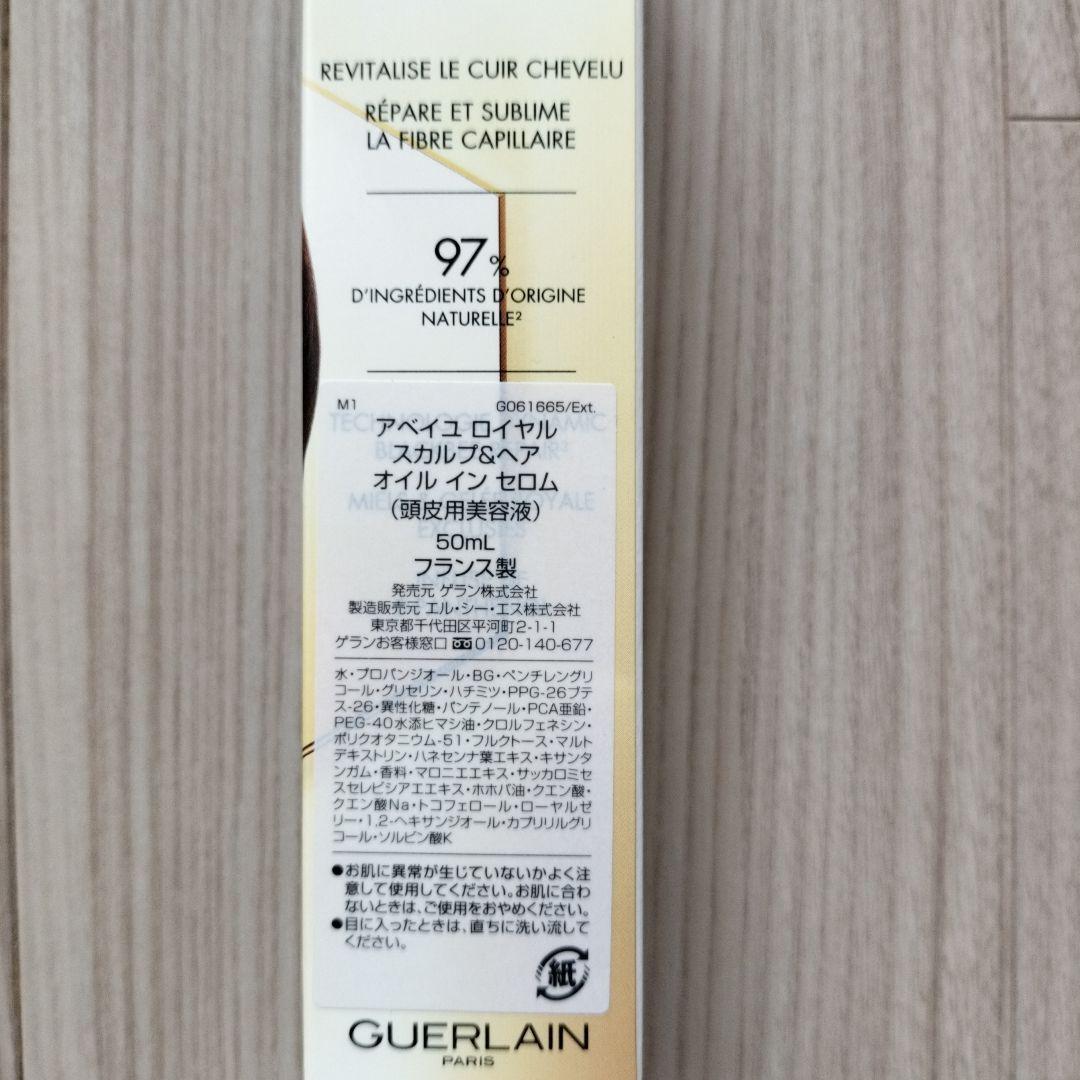 REVITALISE LE CUIR CHEVELU
RÉPARE ET SUBLIME
LA FIBRE CAPILLAIRE
97%
D'INGRÉDIENTS D'ORIGINE
NATURELLE²
M1 G061665/Ext.
アベイユ ロイヤル
スカルプ&ヘア
オイル イン セロム
(頭皮用美容液)
50mL
フランス製
発売元 ゲラン株式会社
製造販売元 エル・シー・エス株式会社
東京都千代田区平河町2-1-1
ゲランお客様窓口 0120-140-677
水・プロパンジオール・BG・ペンチレングリ
コール・グリセリン・ハチミツ・PPG-26ブテ
ス-26・異性化糖・パンテノール・PCA亜鉛・
PEG-40水添ヒマシ油・クロルフェネシン・
ポリクオタニウム-51・フルクトース・マルト
デキストリン・ハネセンナ葉エキス・キサンタ
ンガム・香料・マロニエエキス・サッカロミセ
スセレビシアエエキス・ホホバ油・クエン酸・
クエン酸Na・トコフェロール・ローヤルゼ
リー・1,2-ヘキサンジオール・カプリリルグリ
コール・ソルビン酸K
●お肌に異常が生じていないかよく注
意して使用してください。お肌に合わ
ないときは、ご使用をおやめください。
●目に入ったときは、直ちに洗い流して
ください。
紙
GUERLAIN
PARIS